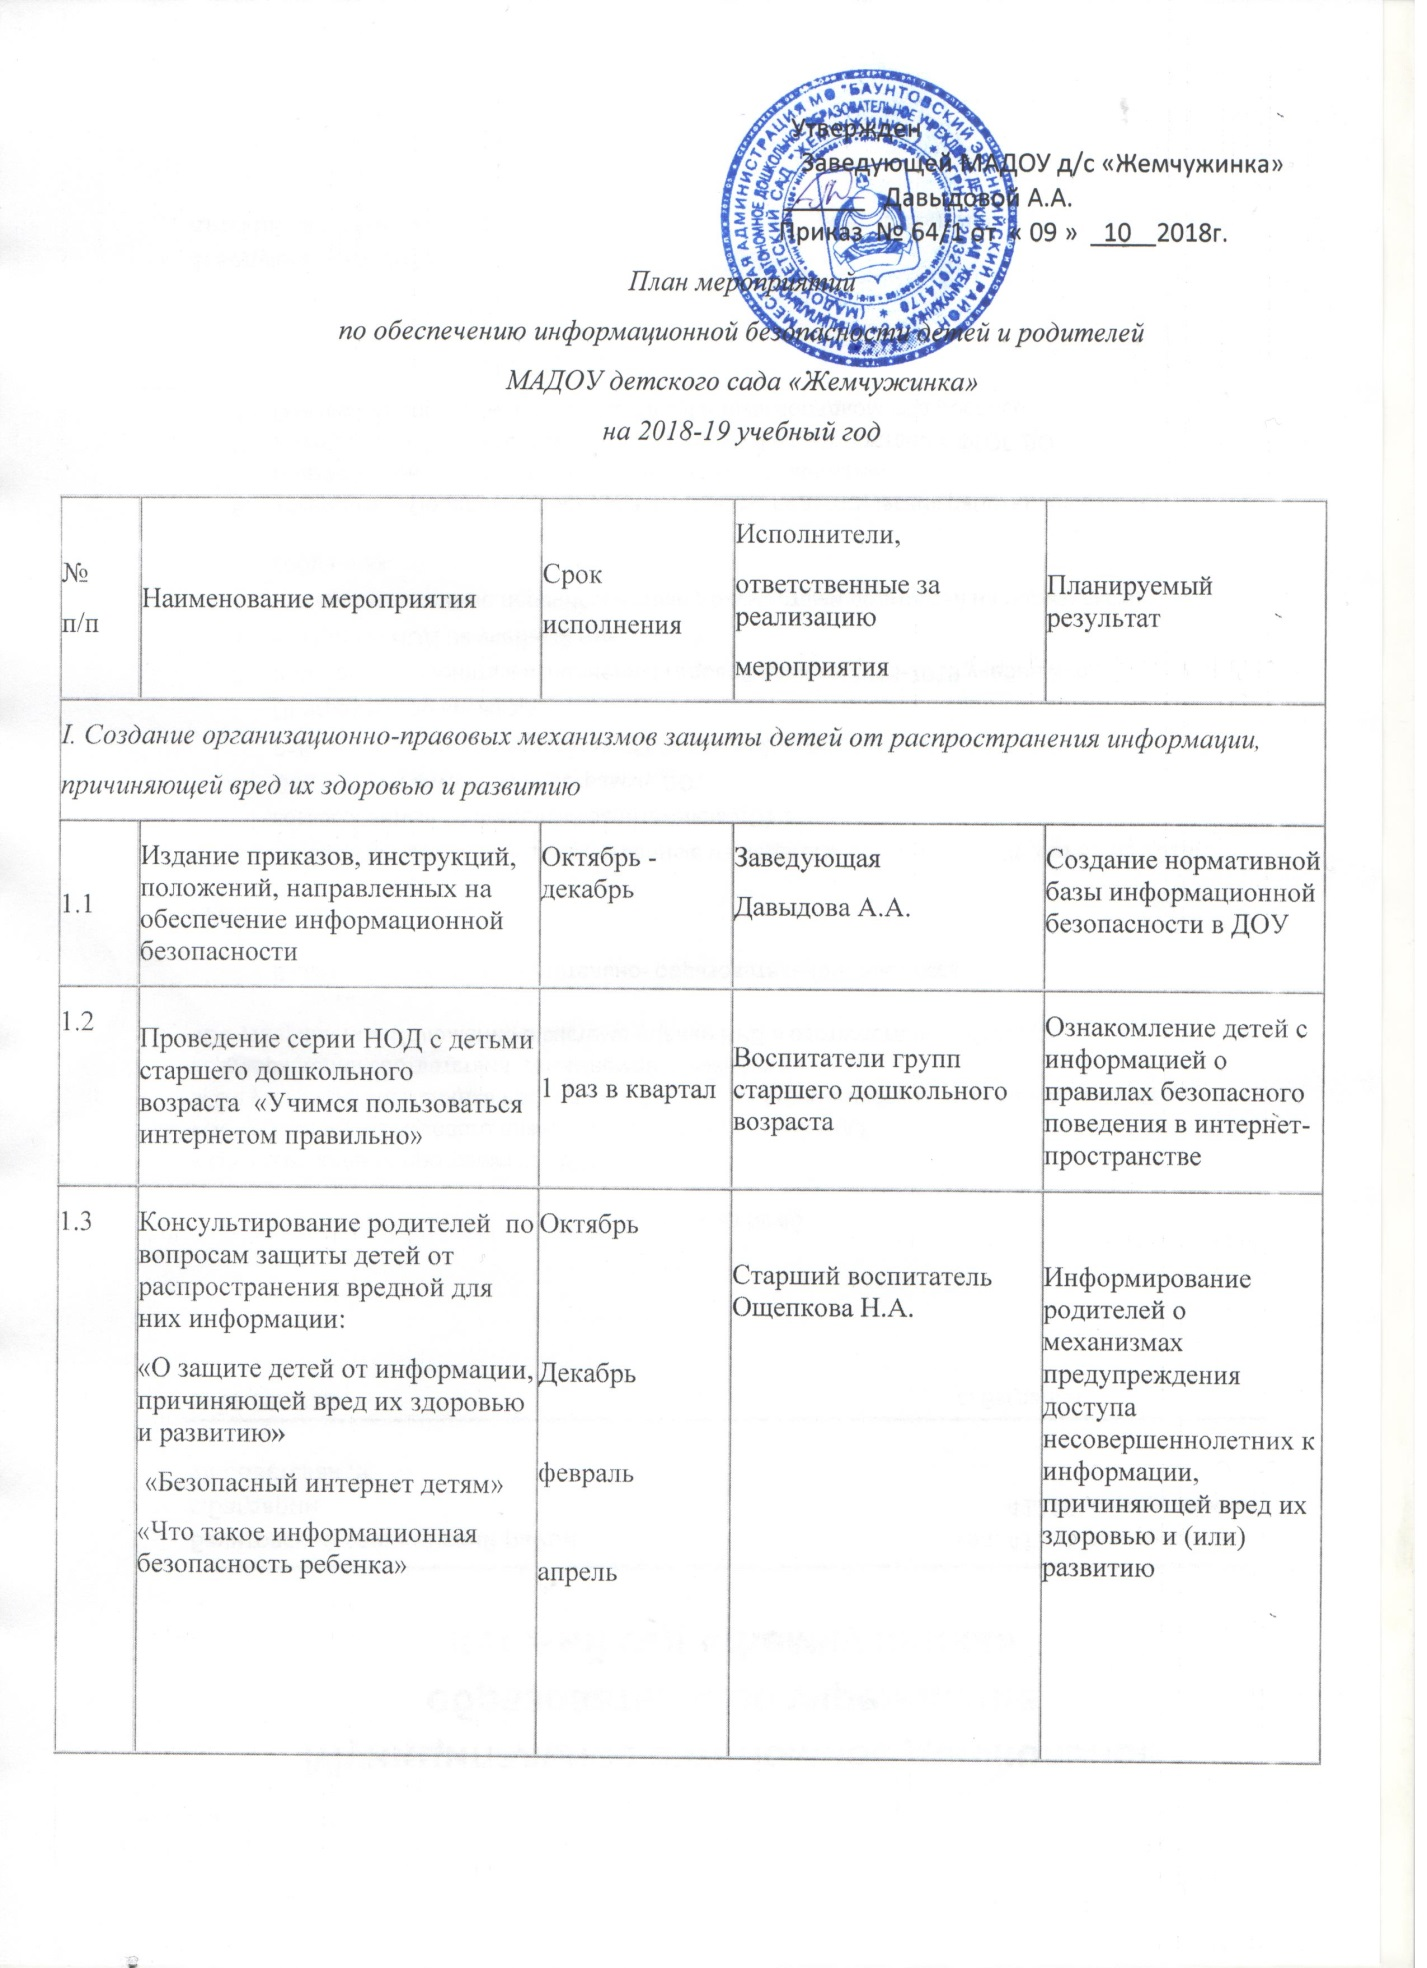 Утвержден
Заведующей МАДОУ д/с «Жемчужинка»
Давыдовой А.А.
Приказ № 64/1 от « 09 » 10 2018г.
План мероприятий
по обеспечению информационной безопасности детей и родителей
МАДОУ детского сада «Жемчужинка»
на 2018-19 учебный год
№
п/п
Наименование мероприятия
Срок
исполнения
Исполнители,
ответственные за
реализацию
мероприятия
Планируемый
результат
I. Создание организационно-правовых механизмов защиты детей от распространения информации,
причиняющей вред их здоровью и развитию
1.1
Издание приказов, инструкций,
положений, направленных на
обеспечение информационной
безопасности
Октябрь -
декабрь
Заведующая
Давыдова А.А.
Создание нормативной
базы информационной
безопасности в ДОУ
1.2
Проведение серии НОД с детьми
старшего дошкольного
возраста «Учимся пользоваться
интернетом правильно»
1 раз в квартал
Воспитатели групп
старшего дошкольного
возраста
Ознакомление детей с
информацией о
правилах безопасного
поведения в интернет-
пространстве
1.3
Консультирование родителей по
вопросам защиты детей от
распространения вредной для
них информации:
«О защите детей от информации,
причиняющей вред их здоровью
и развитию»
«Безопасный интернет детям»
«Что такое информационная
безопасность ребенка»
Октябрь
Декабрь
февраль
апрель
Старший воспитатель
Ощепкова Н.А.
Информирование
родителей о
механизмах
предупреждения
доступа
несовершеннолетних к
информации,
причиняющей вред их
здоровью и (или)
развитию